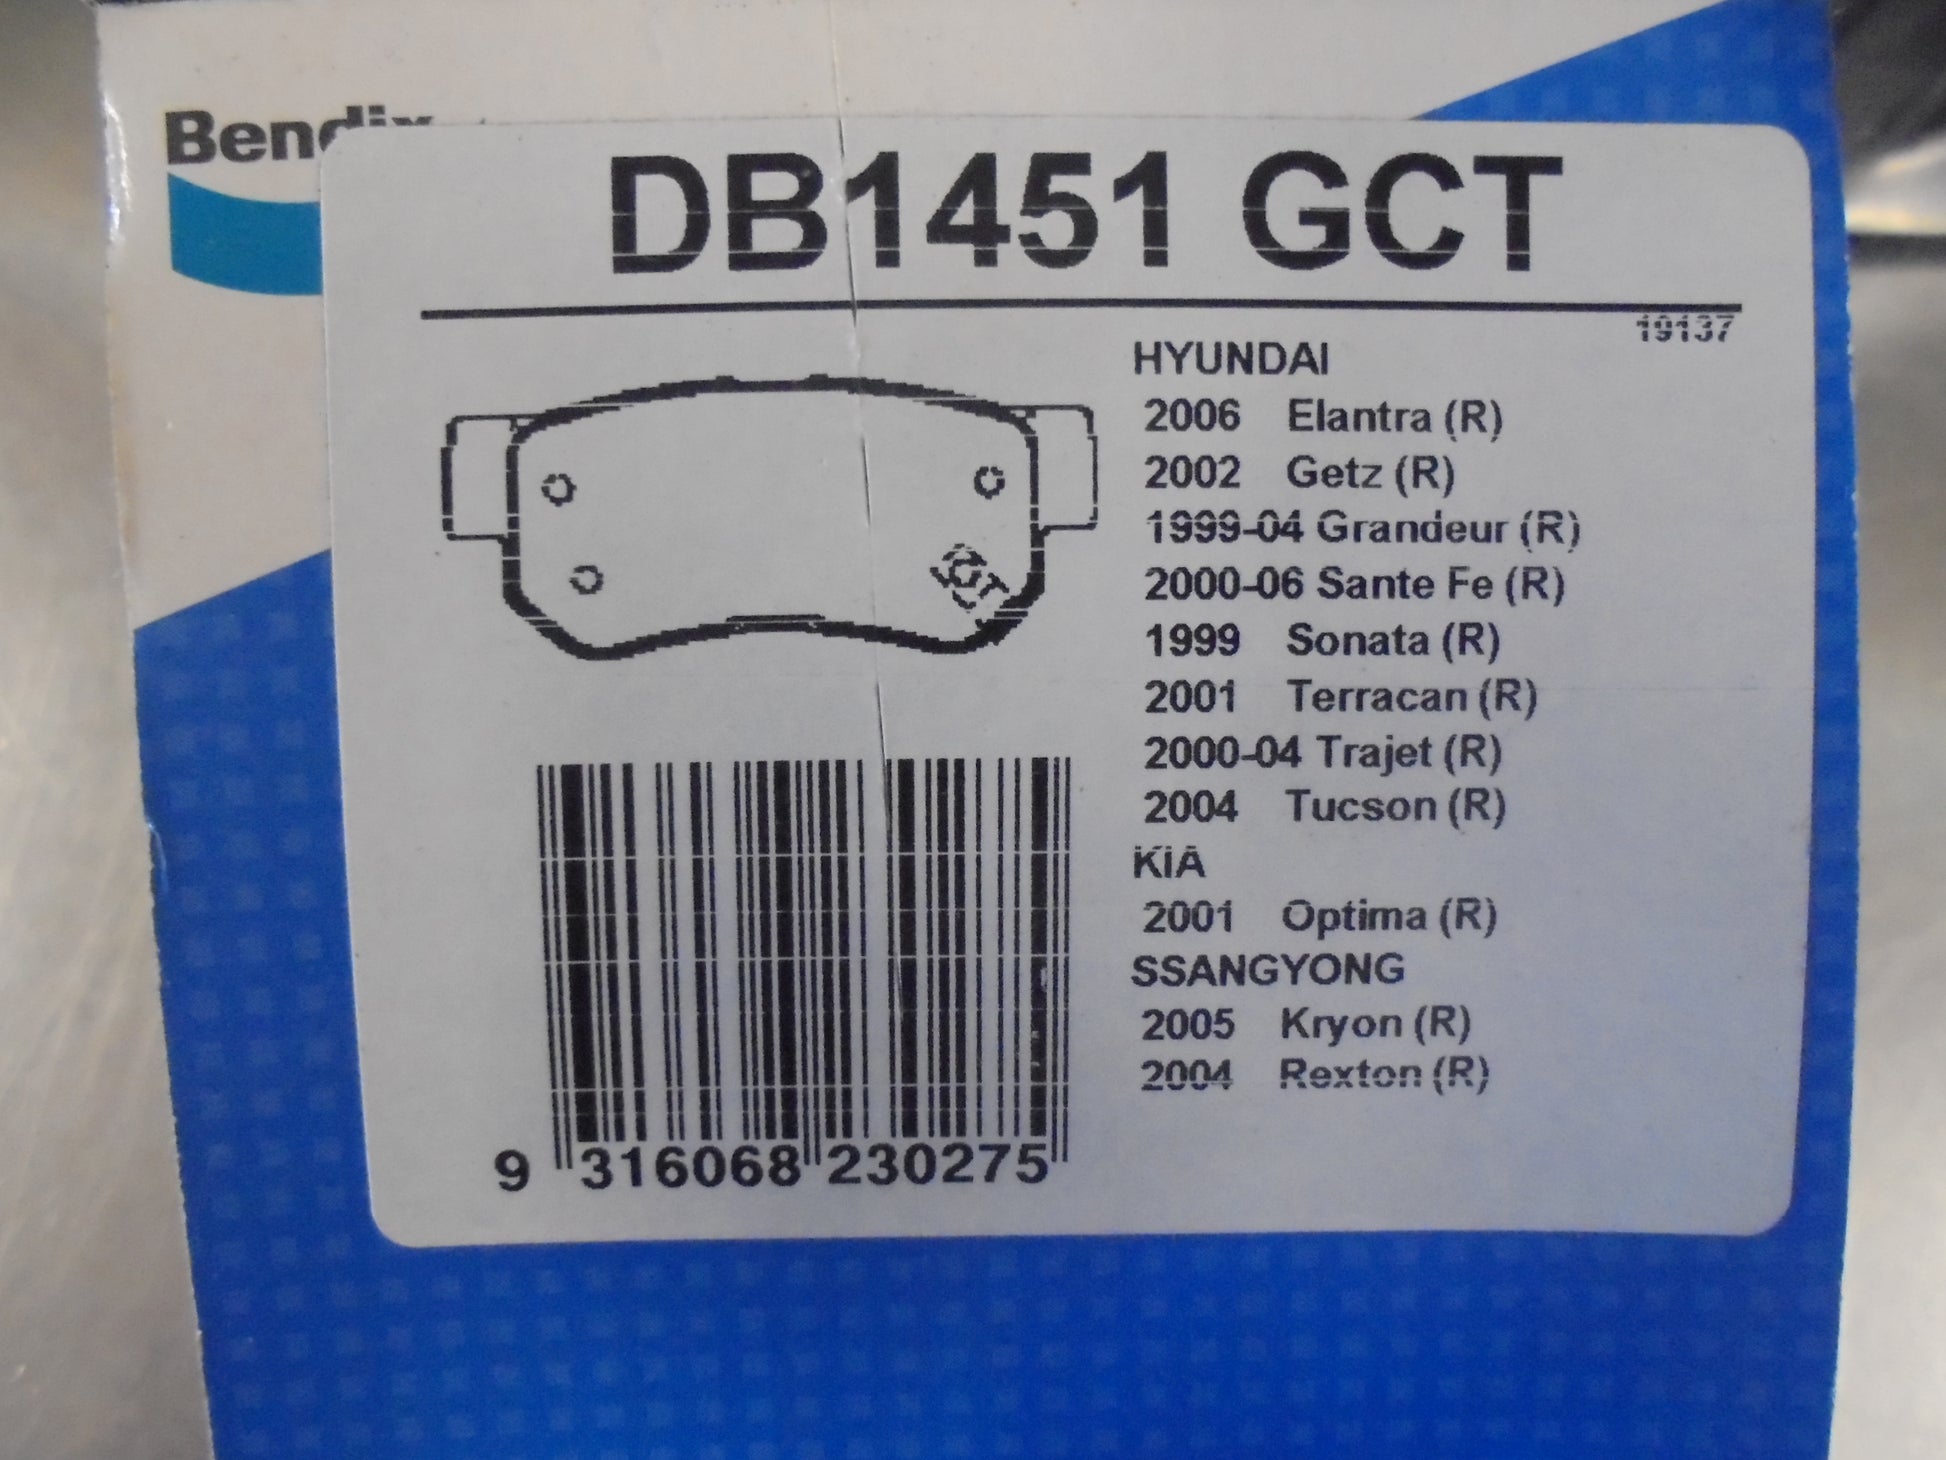 Bendix
DB1451 GCT
19137
HYUNDAI
2006 Elantra (R)
2002 Getz (R)
1999-04 Grandeur (R)
2000-06 Sante Fe (R)
1999 Sonata (R)
2001 Terracan (R)
2000-04 Trajet (R)
2004 Tucson (R)
KIA
2001 Optima (R)
SSANGYONG
2005 Kryon (R)
2004 Rexton (R)
GCT
9 316068 230275